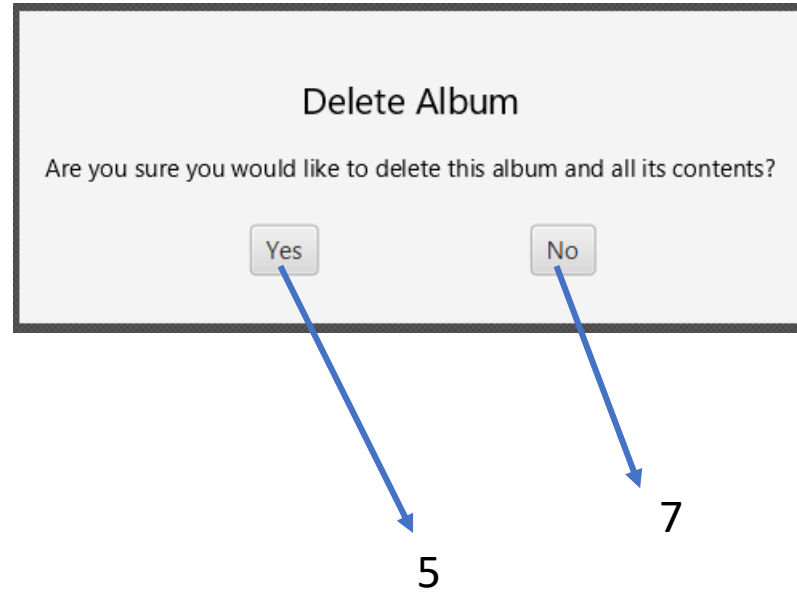 Delete Album
Are you sure you would like to delete this album and all its contents?
Yes No
7
5